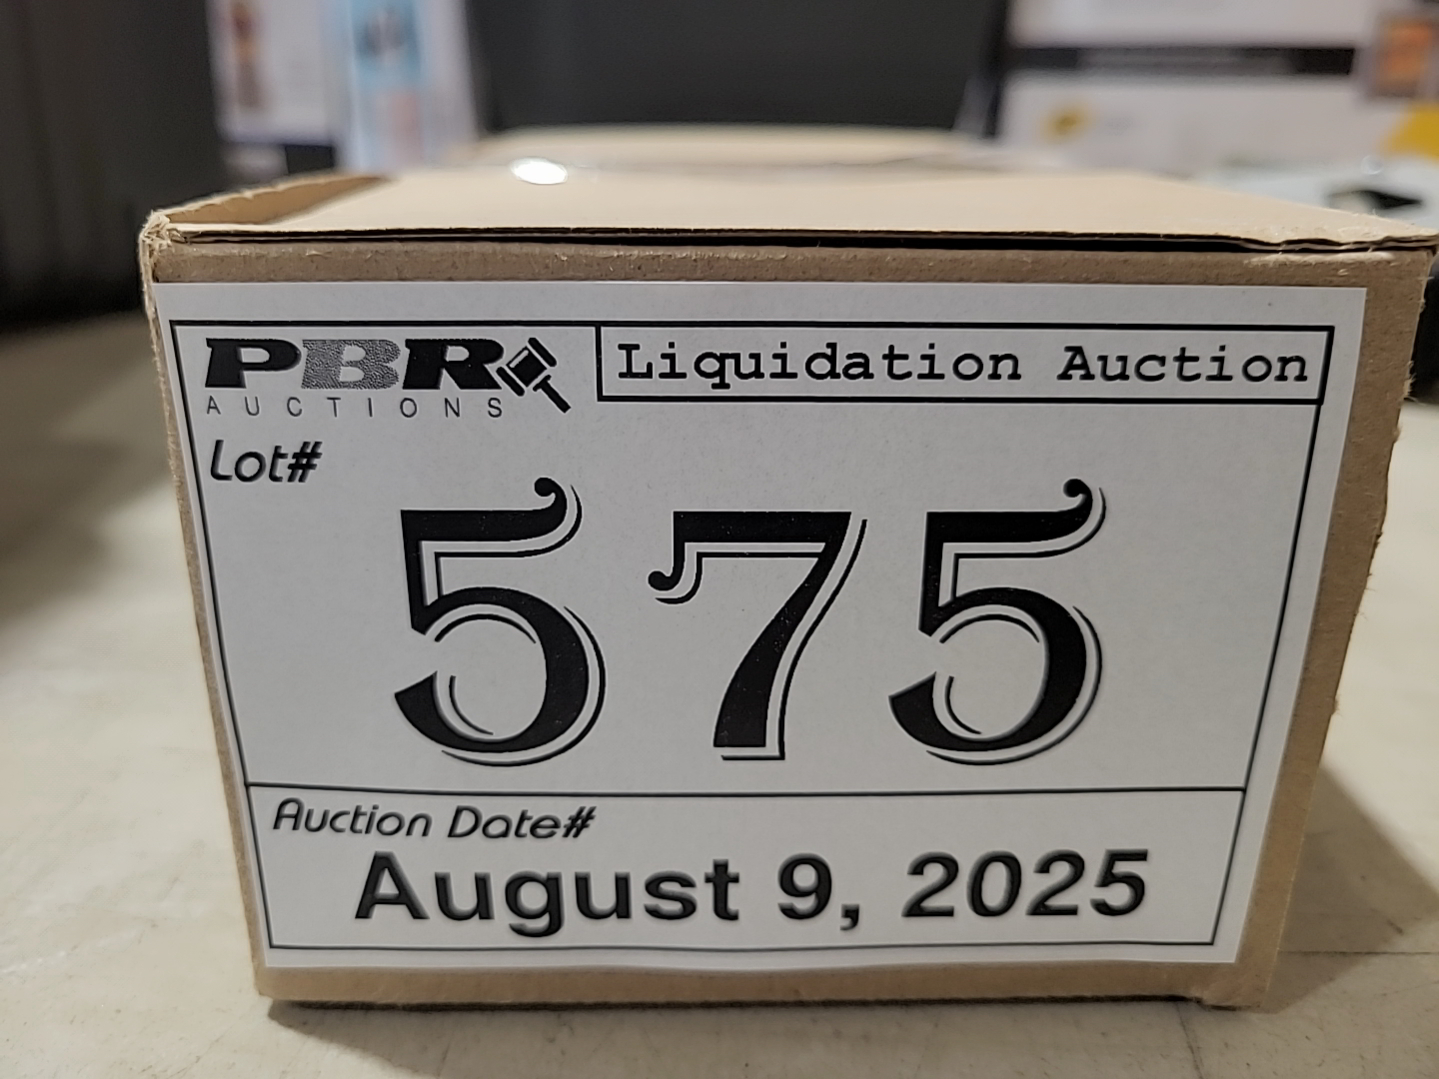 PBR
AUCTIONS
Liquidation Auction
Lot#
575
Auction Date#
August 9, 2025